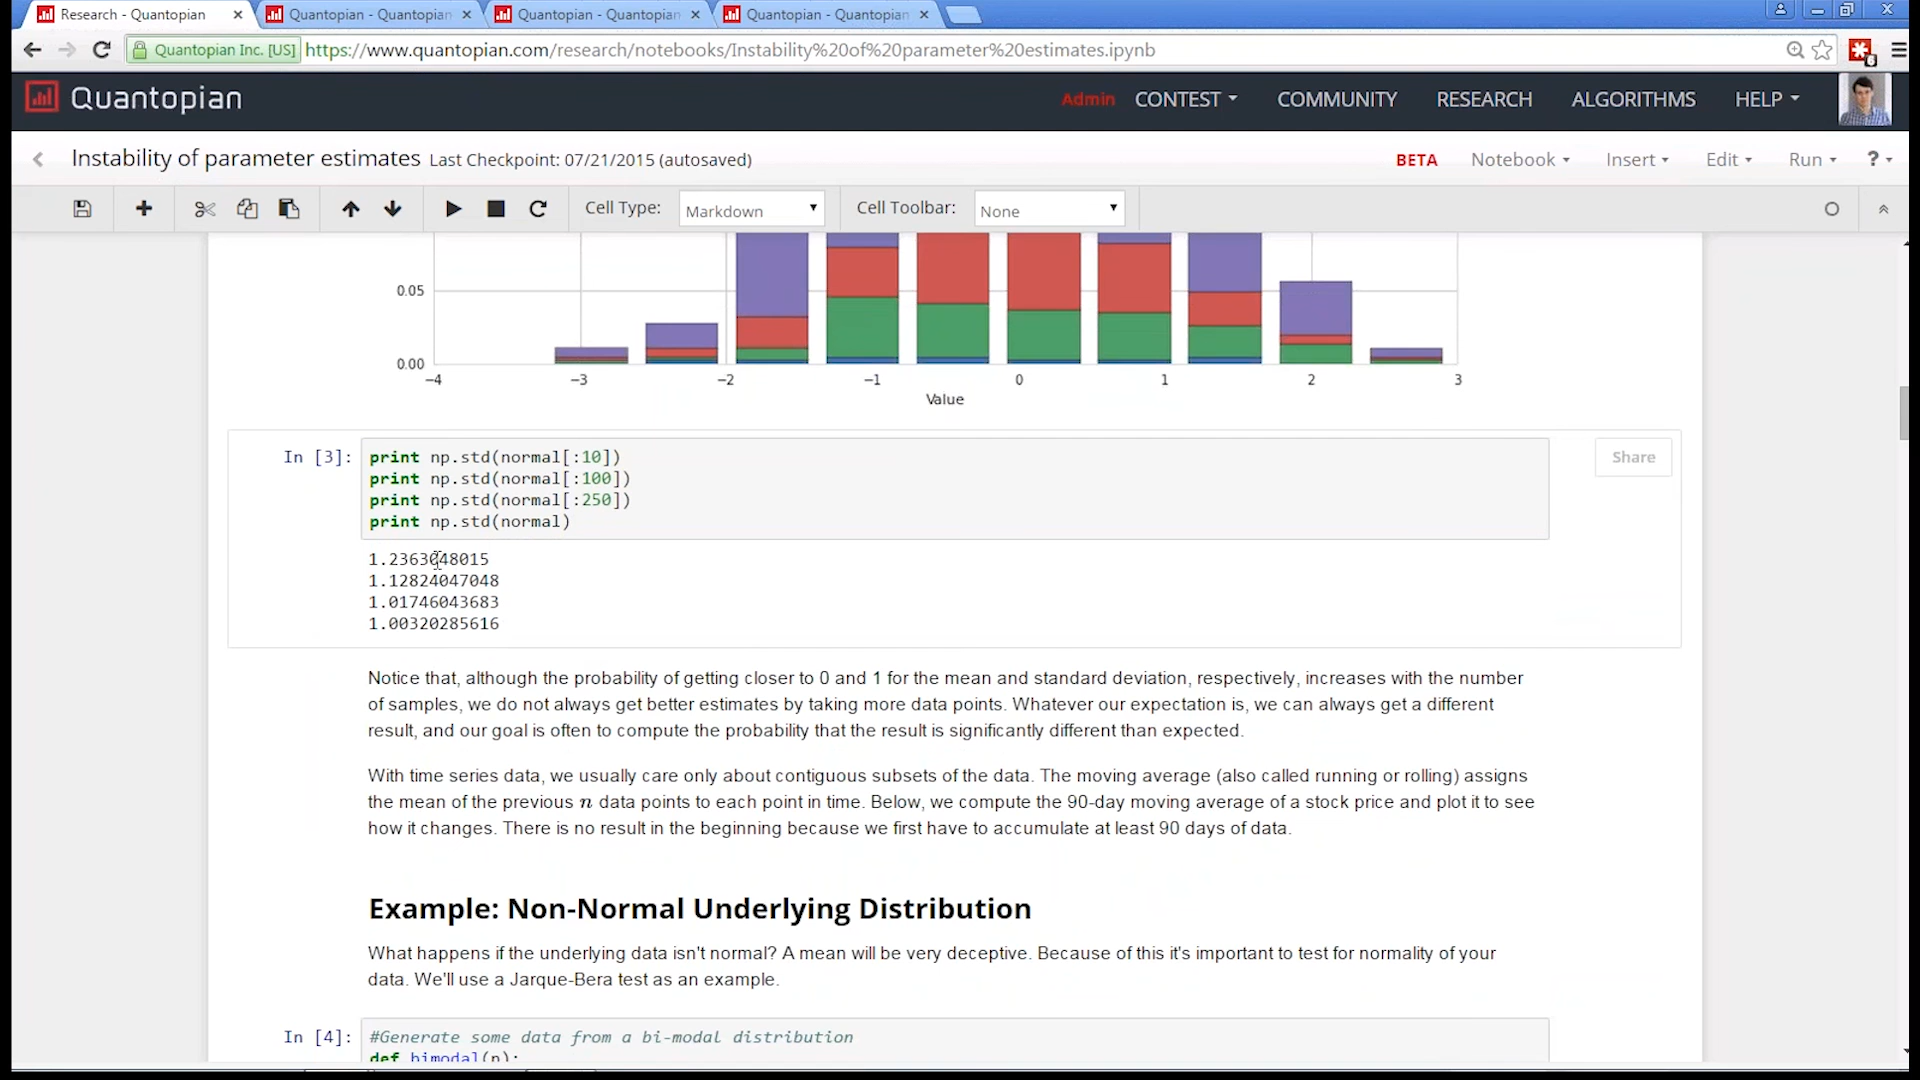 Research - Quantopian
Quantopian - Quantopian
Quantopian - Quantopian
Quantopian - Quantopian
Quantopian Inc. [US] https://www.quantopian.com/research/notebooks/Instability%20of%20parameter%20estimates.ipynb
6
Quantopian
Admin CONTEST COMMUNITY RESEARCH ALGORITHMS HELP
Instability of parameter estimates Last Checkpoint: 07/21/2015 (autosaved)
BETA Notebook Insert Edit Run ?
Cell Type: Markdown Cell Toolbar: None
0.05
0.00
−4 −3 −2 −1 0 1 2 3
Value
In [3]: print np.std(normal[:10])
print np.std(normal[:100])
print np.std(normal[:250])
print np.std(normal)
Share
1.2363048015
1.12824047048
1.01746043683
1.00320285616
Notice that, although the probability of getting closer to 0 and 1 for the mean and standard deviation, respectively, increases with the number
of samples, we do not always get better estimates by taking more data points. Whatever our expectation is, we can always get a different
result, and our goal is often to compute the probability that the result is significantly different than expected.
With time series data, we usually care only about contiguous subsets of the data. The moving average (also called running or rolling) assigns
the mean of the previous n data points to each point in time. Below, we compute the 90-day moving average of a stock price and plot it to see
how it changes. There is no result in the beginning because we first have to accumulate at least 90 days of data.
Example: Non-Normal Underlying Distribution
What happens if the underlying data isn't normal? A mean will be very deceptive. Because of this it's important to test for normality of your
data. We'll use a Jarque-Bera test as an example.
In [4]: #Generate some data from a bi-modal distribution
def bimodal(n):